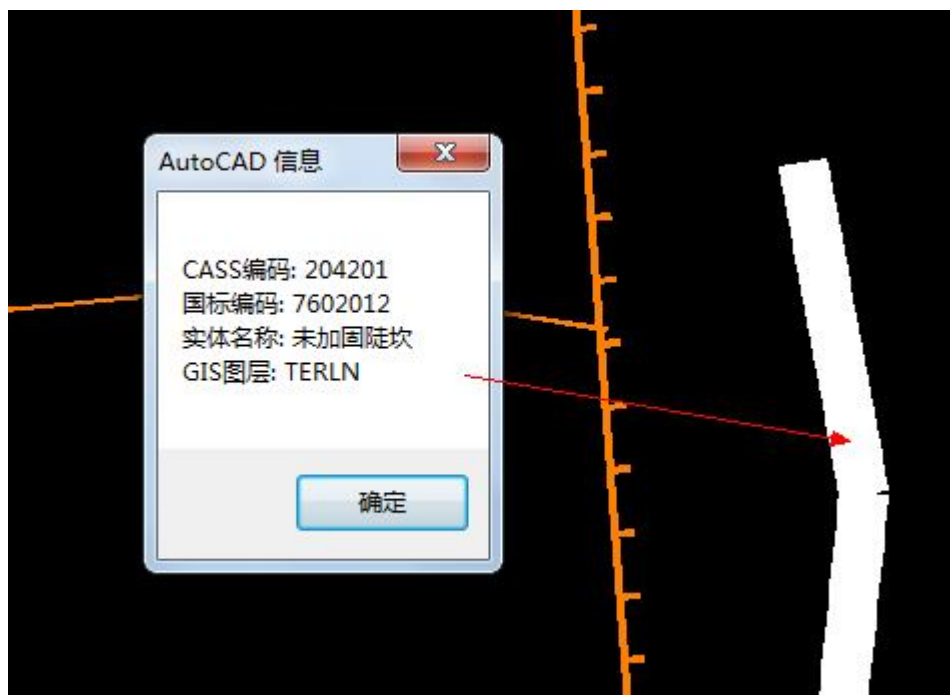 AutoCAD 信息
CASS编码: 204201
国标编码: 7602012
实体名称: 未加固陡坎
GIS图层: TERLN
确定